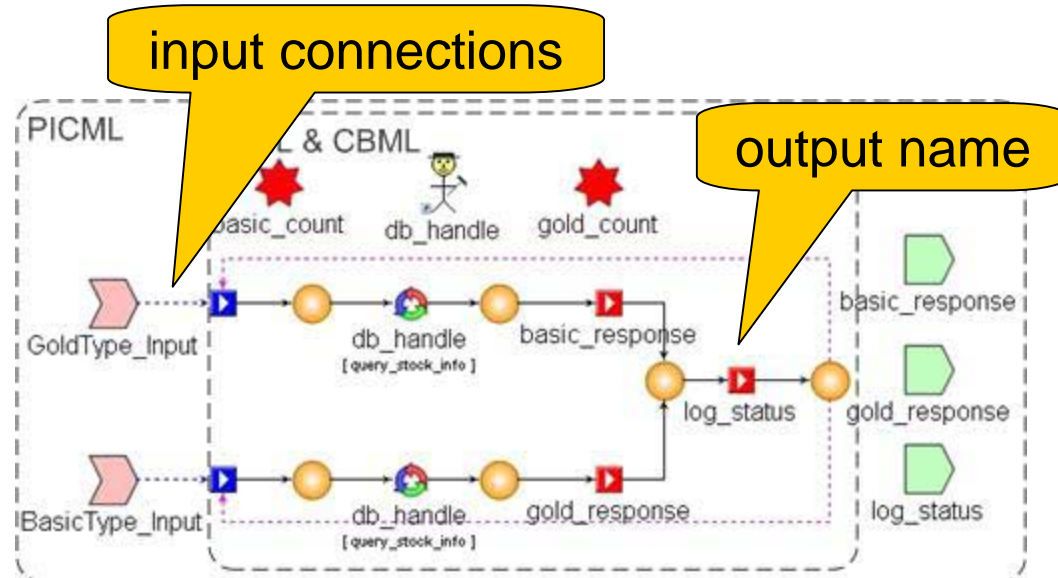 input connections
PICML
L & CBML
output name
basic_count
db_handle
gold_count
GoldType_Input
db_handle
[ query_stock_info ]
basic_response
basic_response
log_status
gold_response
BasicType_Input
db_handle
[ query_stock_info ]
gold_response
log_status